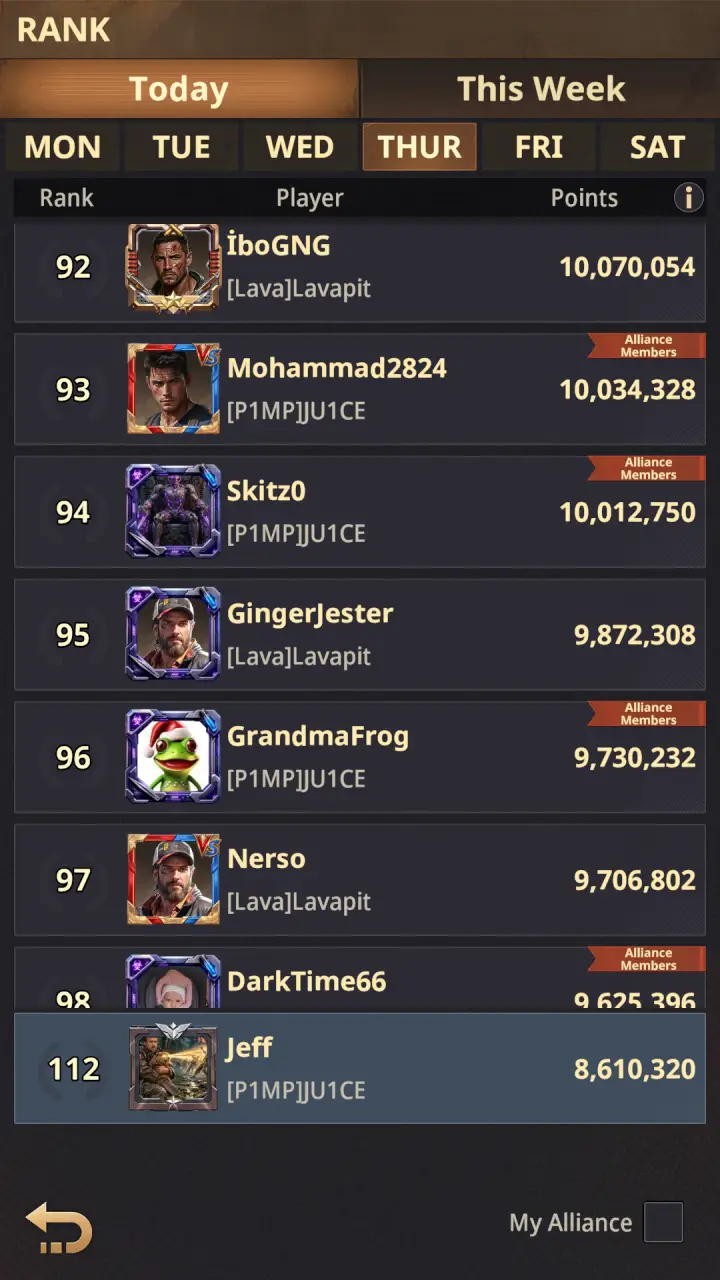 RANK
Today This Week
MON TUE WED THUR FRI SAT
Rank Player Points i
92 İboGNG 10,070,054
[Lava]Lavapit
Alliance Members
93 Mohammad2824 10,034,328
[P1MP]JU1CE
Alliance Members
94 Skitz0 10,012,750
[P1MP]JU1CE
95 GingerJester 9,872,308
[Lava]Lavapit
Alliance Members
96 GrandmaFrog 9,730,232
[P1MP]JU1CE
97 Nerso 9,706,802
[Lava]Lavapit
Alliance Members
98 DarkTime66 9,625,396
112 Jeff 8,610,320
[P1MP]JU1CE
My Alliance